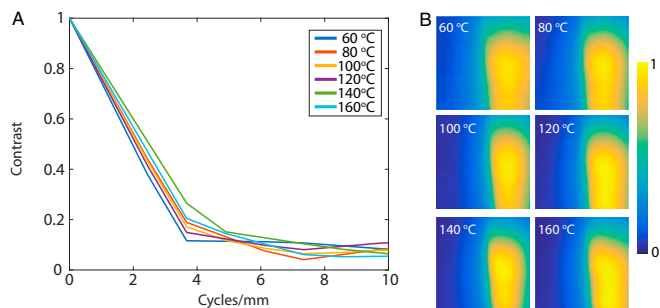 A
1
0.8
0.6
0.4
0.2
0
0 2 4 6 8 10
Contrast
Cycles/mm
60 °C
80 °C
100°C
120°C
140°C
160°C
B
60 °C
80 °C
100 °C
120 °C
140 °C
160 °C
1
0